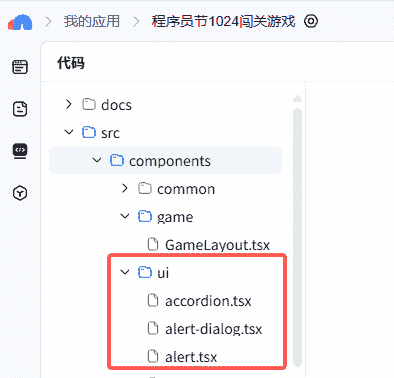 我的应用 程序员节1024闯关游戏
代码
docs
src
components
common
game
GameLayout.tsx
ui
accordion.tsx
alert-dialog.tsx
alert.tsx